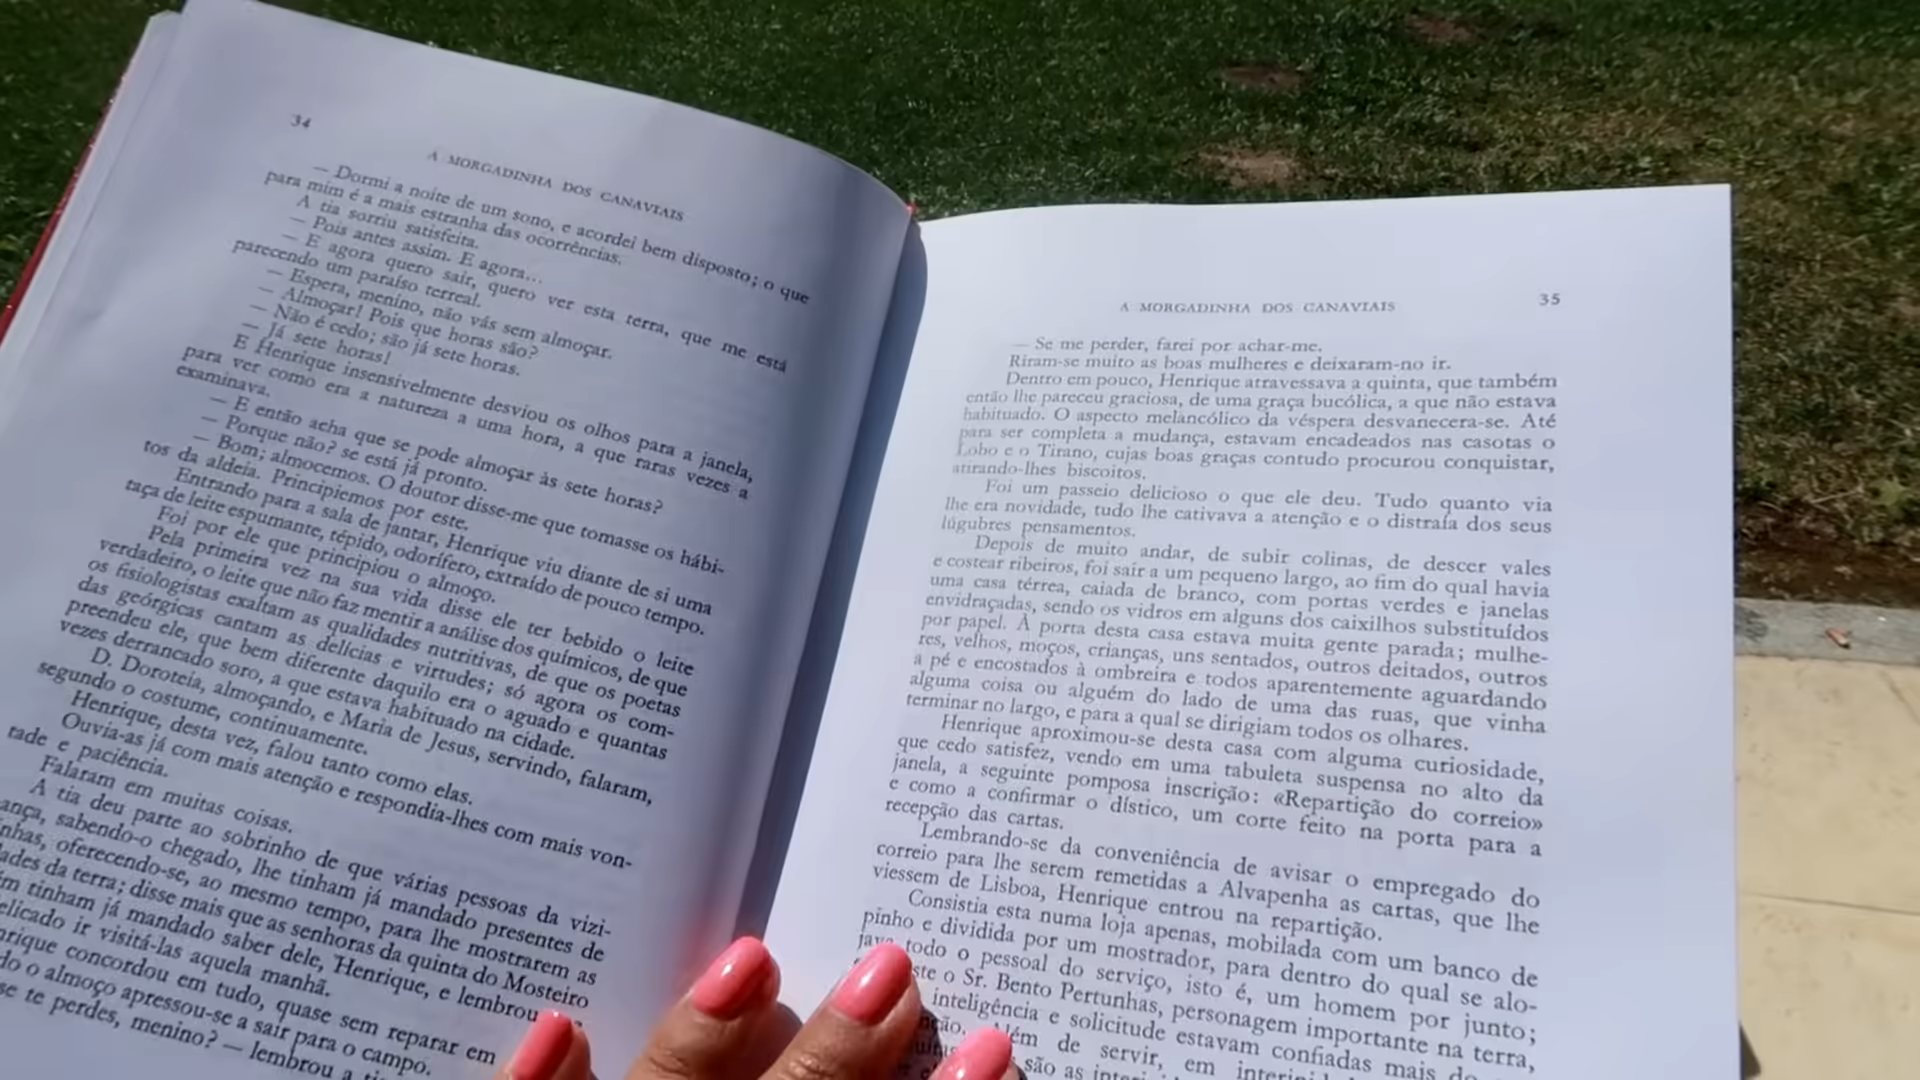 34
A MORGADINHA DOS CANAVIAIS
— Dormi a noite de um sono, e acordei bem disposto; o que
para mim é a mais estranha das ocorrências.
A tia sorriu satisfeita.
— Pois antes assim. E agora...
— E agora quero sair, quero ver esta terra, que me está
parecendo um paraíso terreal.
— Espera, menino, não vás sem almoçar.
— Almoçar! Pois que horas são?
— Não é cedo; são já sete horas.
— Já sete horas!
E Henrique insensivelmente desviou os olhos para a janela,
para ver como era a natureza a uma hora, a que raras vezes a
examinava.
— E então acha que se pode almoçar às sete horas?
— Porque não? se está já pronto.
— Bom; almocemos. O doutor disse-me que tomasse os hábi-
tos da aldeia. Principiemos por este.
Entrando para a sala de jantar, Henrique viu diante de si uma
taça de leite espumante, tépido, odorífero, extraído de pouco tempo.
Foi por ele que principiou o almoço.
Pela primeira vez na sua vida disse ele ter bebido o leite
verdadeiro, o leite que não faz mentir a análise dos químicos, de que
os fisiologistas exaltam as qualidades nutritivas, de que os poetas
das geórgicas cantam as delícias e virtudes; só agora os com-
preendeu ele, que bem diferente daquilo era o aguado e quantas
vezes derrancado soro, a que estava habituado na cidade.
D. Doroteia, almoçando, e Maria de Jesus, servindo, falaram,
segundo o costume, continuamente.
Henrique, desta vez, falou tanto como elas.
Ouvia-as já com mais atenção e respondia-lhes com mais von-
tade e paciência.
Falaram em muitas coisas.
A tia deu parte ao sobrinho de que várias pessoas da vizi-
ança, sabendo-o chegado, lhe tinham já mandado presentes de
nhas, oferecendo-se, ao mesmo tempo, para lhe mostrarem as
ades da terra; disse mais que as senhoras da quinta do Mosteiro
ém tinham já mandado saber dele, Henrique, e lembrou
elicado ir visitá-las aquela manhã.
nrique concordou em tudo, quase sem reparar em
do o almoço apressou-se a sair para o campo.
se te perdes, menino? — lembrou a
35
A MORGADINHA DOS CANAVIAIS
— Se me perder, farei por achar-me.
Riram-se muito as boas mulheres e deixaram-no ir.
Dentro em pouco, Henrique atravessava a quinta, que também
então lhe pareceu graciosa, de uma graça bucólica, a que não estava
habituado. O aspecto melancólico da véspera desvanecera-se. Até
para ser completa a mudança, estavam encadeados nas casotas o
Lobo e o Tirano, cujas boas graças contudo procurou conquistar,
atirando-lhes biscoitos.
Foi um passeio delicioso o que ele deu. Tudo quanto via
lhe era novidade, tudo lhe cativava a atenção e o distraía dos seus
lúgubres pensamentos.
Depois de muito andar, de subir colinas, de descer vales
e costear ribeiros, foi sair a um pequeno largo, ao fim do qual havia
uma casa térrea, caiada de branco, com portas verdes e janelas
envidraçadas, sendo os vidros em alguns dos caixilhos substituídos
por papel. À porta desta casa estava muita gente parada; mulhe-
res, velhos, moços, crianças, uns sentados, outros deitados, outros
a pé e encostados à ombreira e todos aparentemente aguardando
alguma coisa ou alguém do lado de uma das ruas, que vinha
terminar no largo, e para a qual se dirigiam todos os olhares.
Henrique aproximou-se desta casa com alguma curiosidade,
que cedo satisfez, vendo em uma tabuleta suspensa no alto da
janela, a seguinte pomposa inscrição: «Repartição do correio»
e como a confirmar o dístico, um corte feito na porta para a
recepção das cartas.
Lembrando-se da conveniência de avisar o empregado do
correio para lhe serem remetidas a Alvapenha as cartas, que lhe
viessem de Lisboa, Henrique entrou na repartição.
Consistia esta numa loja apenas, mobilada com um banco de
pinho e dividida por um mostrador, para dentro do qual se alo-
java todo o pessoal do serviço, isto é, um homem por junto;
ste o Sr. Bento Pertunhas, personagem importante na terra,
inteligência e solicitude estavam confiadas mais do
nção. Além de servir, em
são as